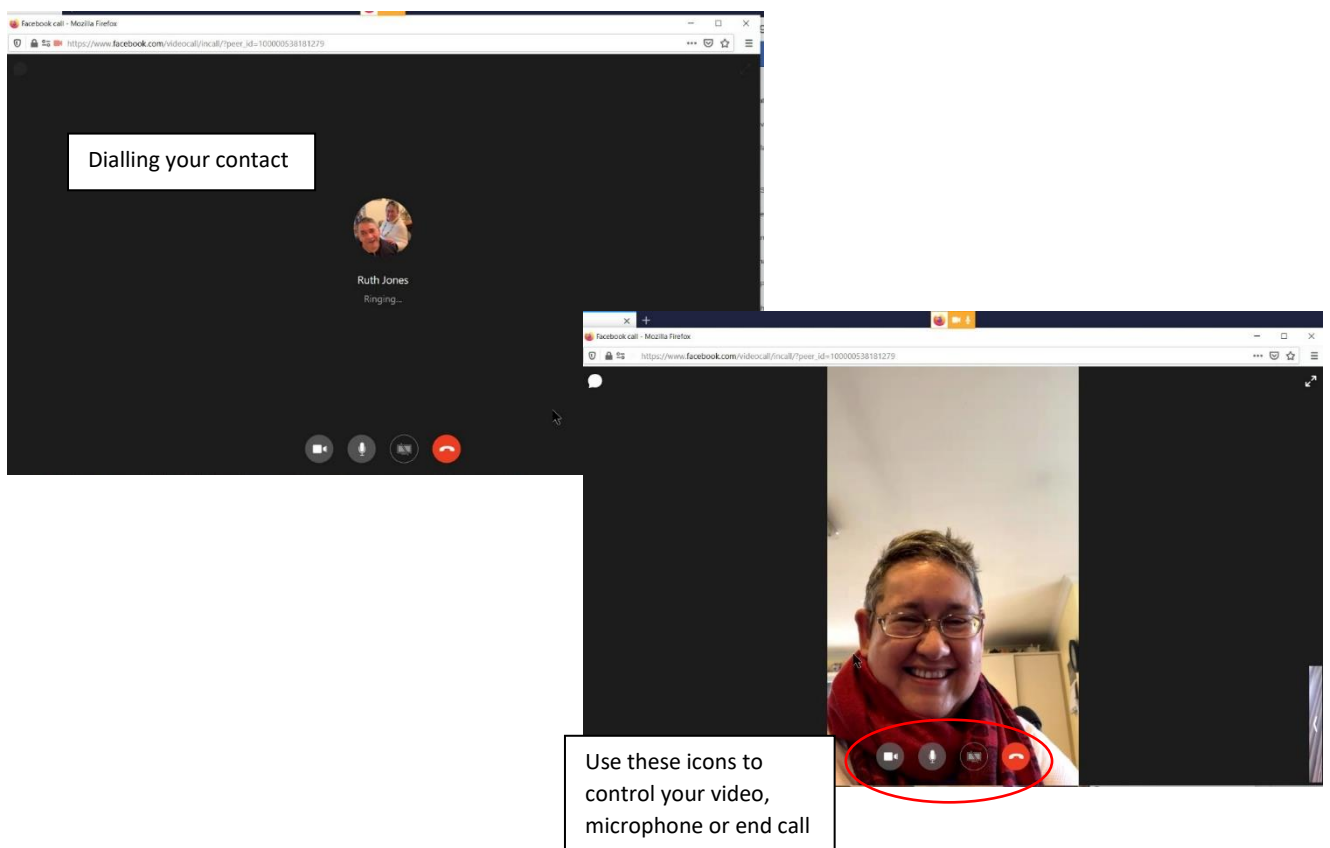 Facebook call - Mozilla Firefox
https://www.facebook.com/videocall/incall/?peer_id=100000538181279
Dialling your contact
Ruth Jones
Ringing...
Facebook call - Mozilla Firefox
https://www.facebook.com/videocall/incall/?peer_id=100000538181279
Use these icons to
control your video,
microphone or end call